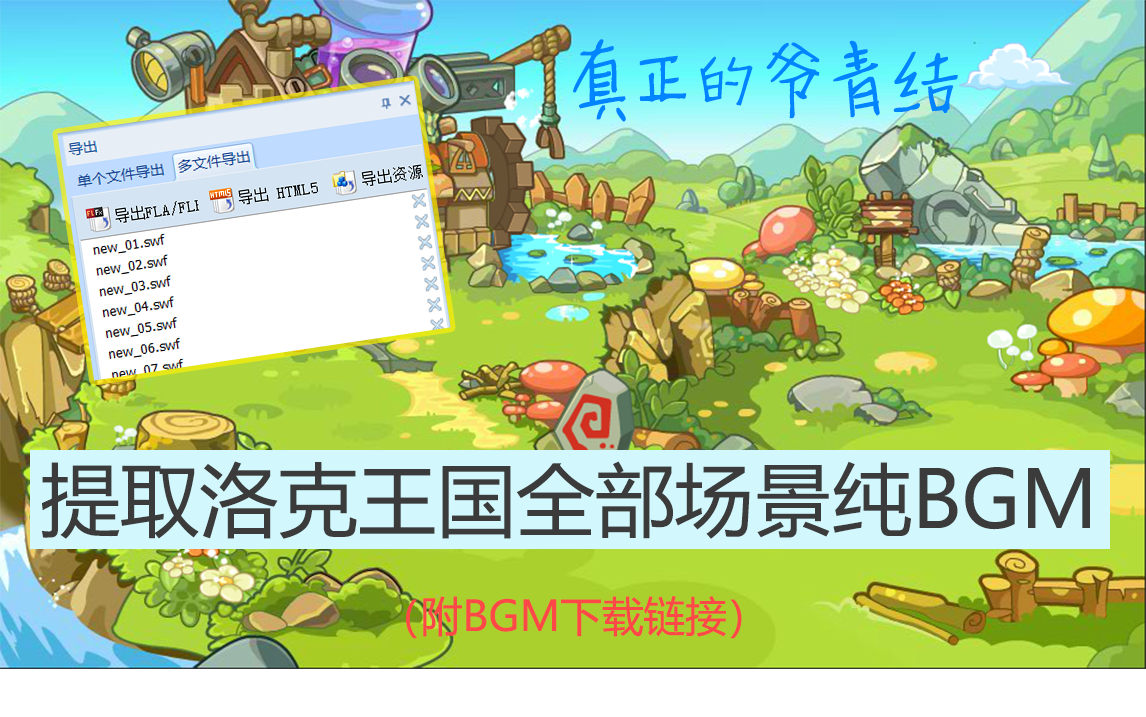 真正的爷青结
导出
单个文件导出 多文件导出
导出FLA/FLI 导出 HTML5 导出资源
new_01.swf
new_02.swf
new_03.swf
new_04.swf
new_05.swf
new_06.swf
new_07.swf
提取洛克王国全部场景纯BGM
（附BGM下载链接）